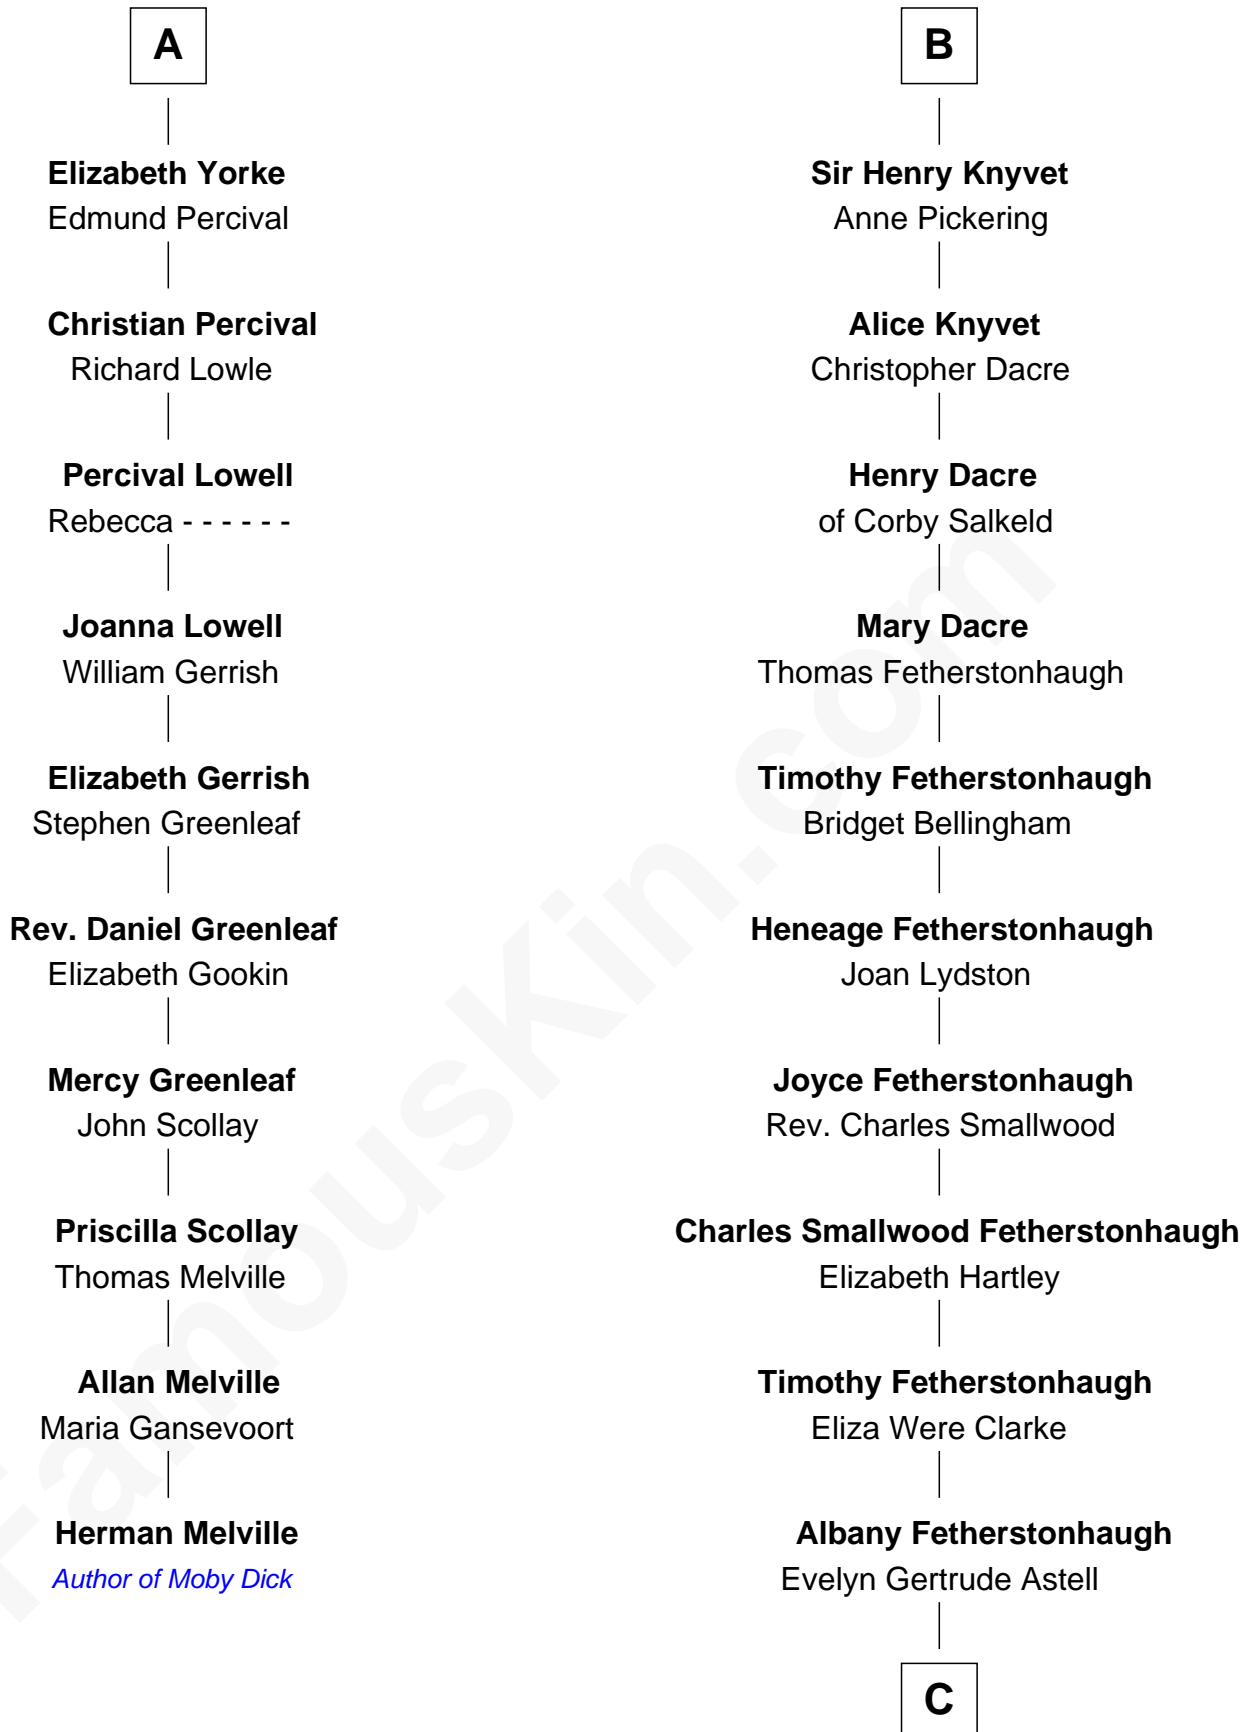 A
Elizabeth Yorke
Edmund Percival
Christian Percival
Richard Lowle
Percival Lowell
Rebecca - - - - - -
Joanna Lowell
William Gerrish
Elizabeth Gerrish
Stephen Greenleaf
Rev. Daniel Greenleaf
Elizabeth Gookin
Mercy Greenleaf
John Scollay
Priscilla Scollay
Thomas Melville
Allan Melville
Maria Gansevoort
Herman Melville
Author of Moby Dick
B
Sir Henry Knyvet
Anne Pickering
Alice Knyvet
Christopher Dacre
Henry Dacre
of Corby Salkeld
Mary Dacre
Thomas Fetherstonhaugh
Timothy Fetherstonhaugh
Bridget Bellingham
Heneage Fetherstonhaugh
Joan Lydston
Joyce Fetherstonhaugh
Rev. Charles Smallwood
Charles Smallwood Fetherstonhaugh
Elizabeth Hartley
Timothy Fetherstonhaugh
Eliza Were Clarke
Albany Fetherstonhaugh
Evelyn Gertrude Astell
C
FamousKin.com